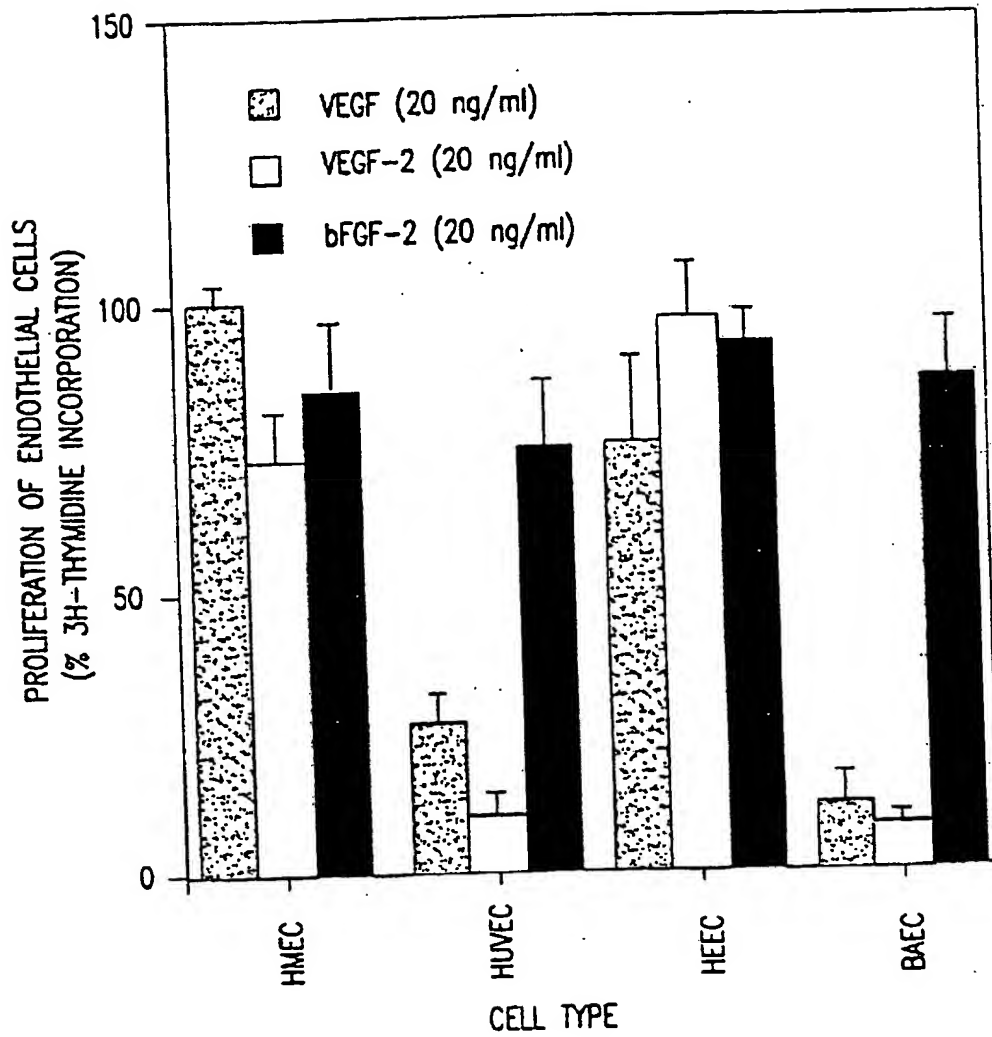 150
VEGF (20 ng/ml)
VEGF-2 (20 ng/ml)
bFGF-2 (20 ng/ml)
100
50
0
PROLIFERATION OF ENDOTHELIAL CELLS
(% 3H-THYMIDINE INCORPORATION)
HMEC
HUVEC
HEEC
BAEC
CELL TYPE